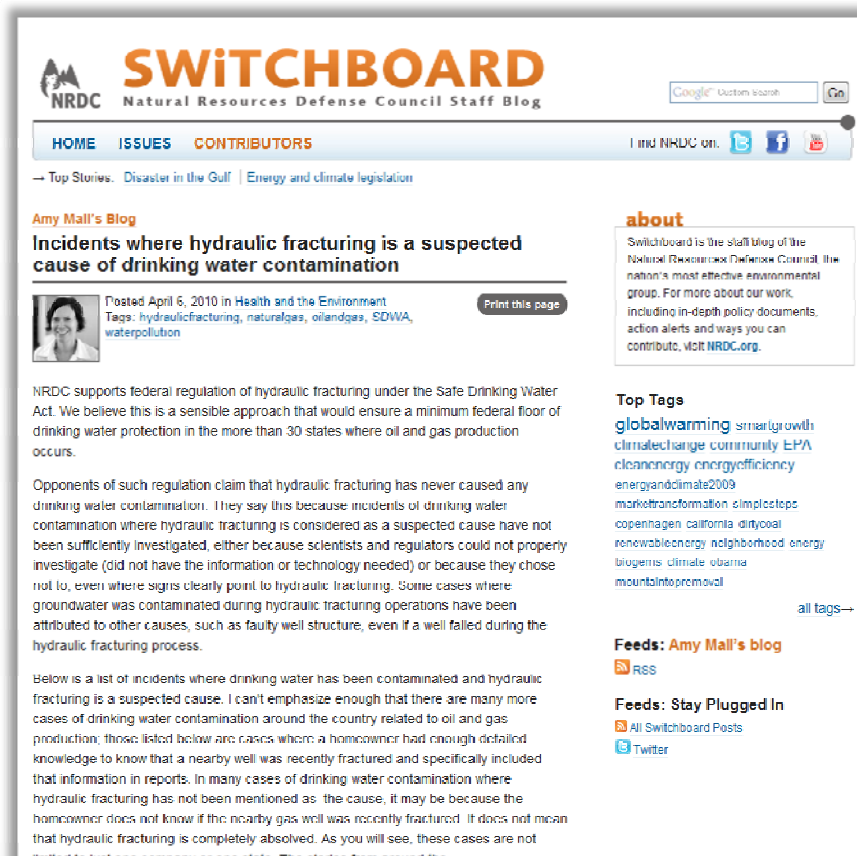 NRDC
SWiTCHBOARD
Natural Resources Defense Council Staff Blog
Google Custom Search
Go
HOME ISSUES CONTRIBUTORS
Find NRDC on:
→ Top Stories: Disaster in the Gulf | Energy and climate legislation
Amy Mall's Blog
Incidents where hydraulic fracturing is a suspected
cause of drinking water contamination
Posted April 6, 2010 in Health and the Environment
Tags: hydraulicfracturing, naturalgas, oilandgas, SDWA,
waterpollution
Print this page
NRDC supports federal regulation of hydraulic fracturing under the Safe Drinking Water
Act. We believe this is a sensible approach that would ensure a minimum federal floor of
drinking water protection in the more than 30 states where oil and gas production
occurs.
Opponents of such regulation claim that hydraulic fracturing has never caused any
drinking water contamination. They say this because incidents of drinking water
contamination where hydraulic fracturing is considered as a suspected cause have not
been sufficiently investigated, either because scientists and regulators could not properly
investigate (did not have the information or technology needed) or because they chose
not to, even where signs clearly point to hydraulic fracturing. Some cases where
groundwater was contaminated during hydraulic fracturing operations have been
attributed to other causes, such as faulty well structure, even if a well failed during the
hydraulic fracturing process.
Below is a list of incidents where drinking water has been contaminated and hydraulic
fracturing is a suspected cause. I can't emphasize enough that there are many more
cases of drinking water contamination around the country related to oil and gas
production; those listed below are cases where a homeowner had enough detailed
knowledge to know that a nearby well was recently fractured and specifically included
that information in reports. In many cases of drinking water contamination where
hydraulic fracturing has not been mentioned as the cause, it may be because the
homeowner does not know if the nearby gas well was recently fractured. It does not mean
that hydraulic fracturing is completely absolved. As you will see, these cases are not
about
Switchboard is the staff blog of the
Natural Resources Defense Council, the
nation's most effective environmental
group. For more about our work,
including in-depth policy documents,
action alerts and ways you can
contribute, visit NRDC.org.
Top Tags
globalwarming smartgrowth
climatechange community EPA
cleanenergy energyefficiency
energyandclimate2009
markettransformation simplesteps
copenhagen california dirtycoal
renewableenergy neighborhood energy
biogems climate obama
mountaintopremoval
all tags→
Feeds: Amy Mall's blog
RSS
Feeds: Stay Plugged In
All Switchboard Posts
Twitter